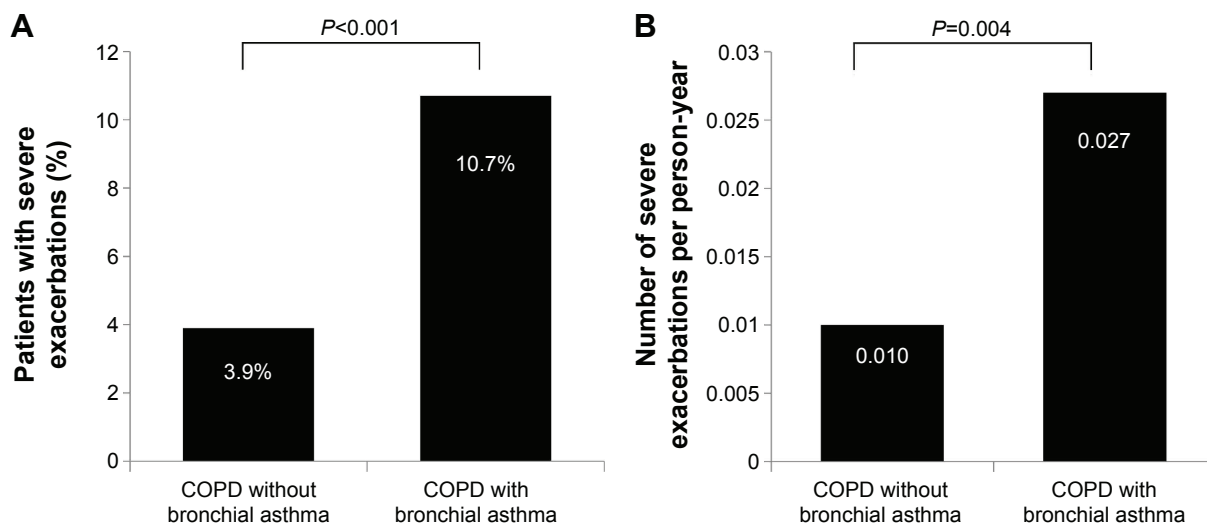 A
P<0.001
Patients with severe
exacerbations (%)
12
10
8
6
4
2
0
3.9%
10.7%
COPD without
bronchial asthma
COPD with
bronchial asthma
B
P=0.004
Number of severe
exacerbations per person-year
0.03
0.025
0.02
0.015
0.01
0.005
0
0.010
0.027
COPD without
bronchial asthma
COPD with
bronchial asthma